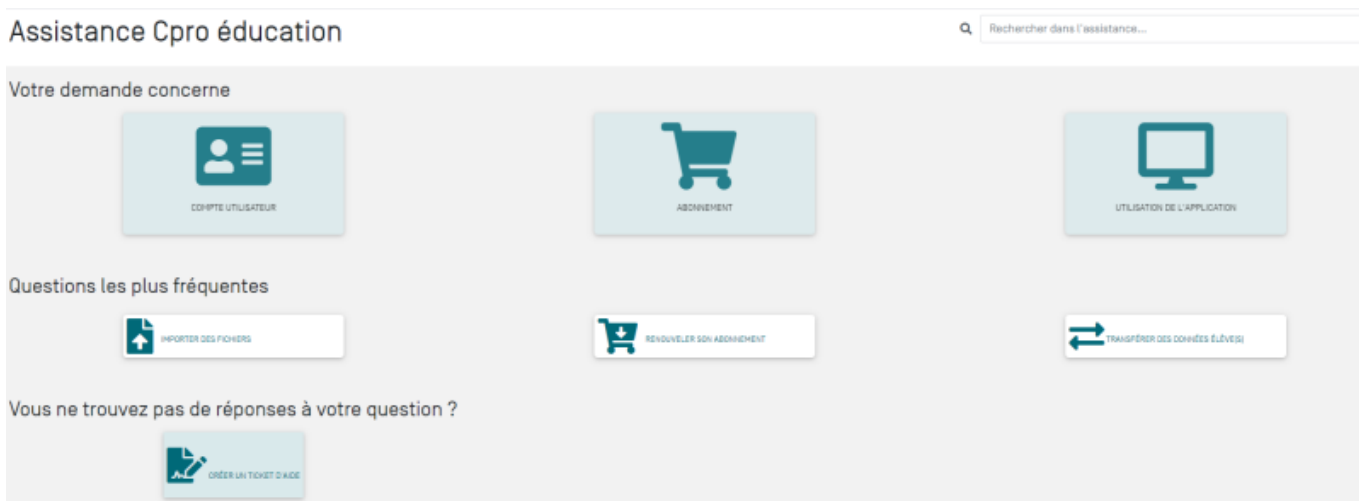 Assistance Cpro éducation
Rechercher dans l'assistance...
Votre demande concerne
COMPTE UTILISATEUR
ABONNEMENT
UTILISATION DE L'APPLICATION
Questions les plus fréquentes
IMPORTER DES FICHIERS
RENOUVELER SON ABONNEMENT
TRANSFÉRER DES DONNÉES ÉLÈVE(S)
Vous ne trouvez pas de réponses à votre question ?
CRÉER UN TICKET D'AIDE